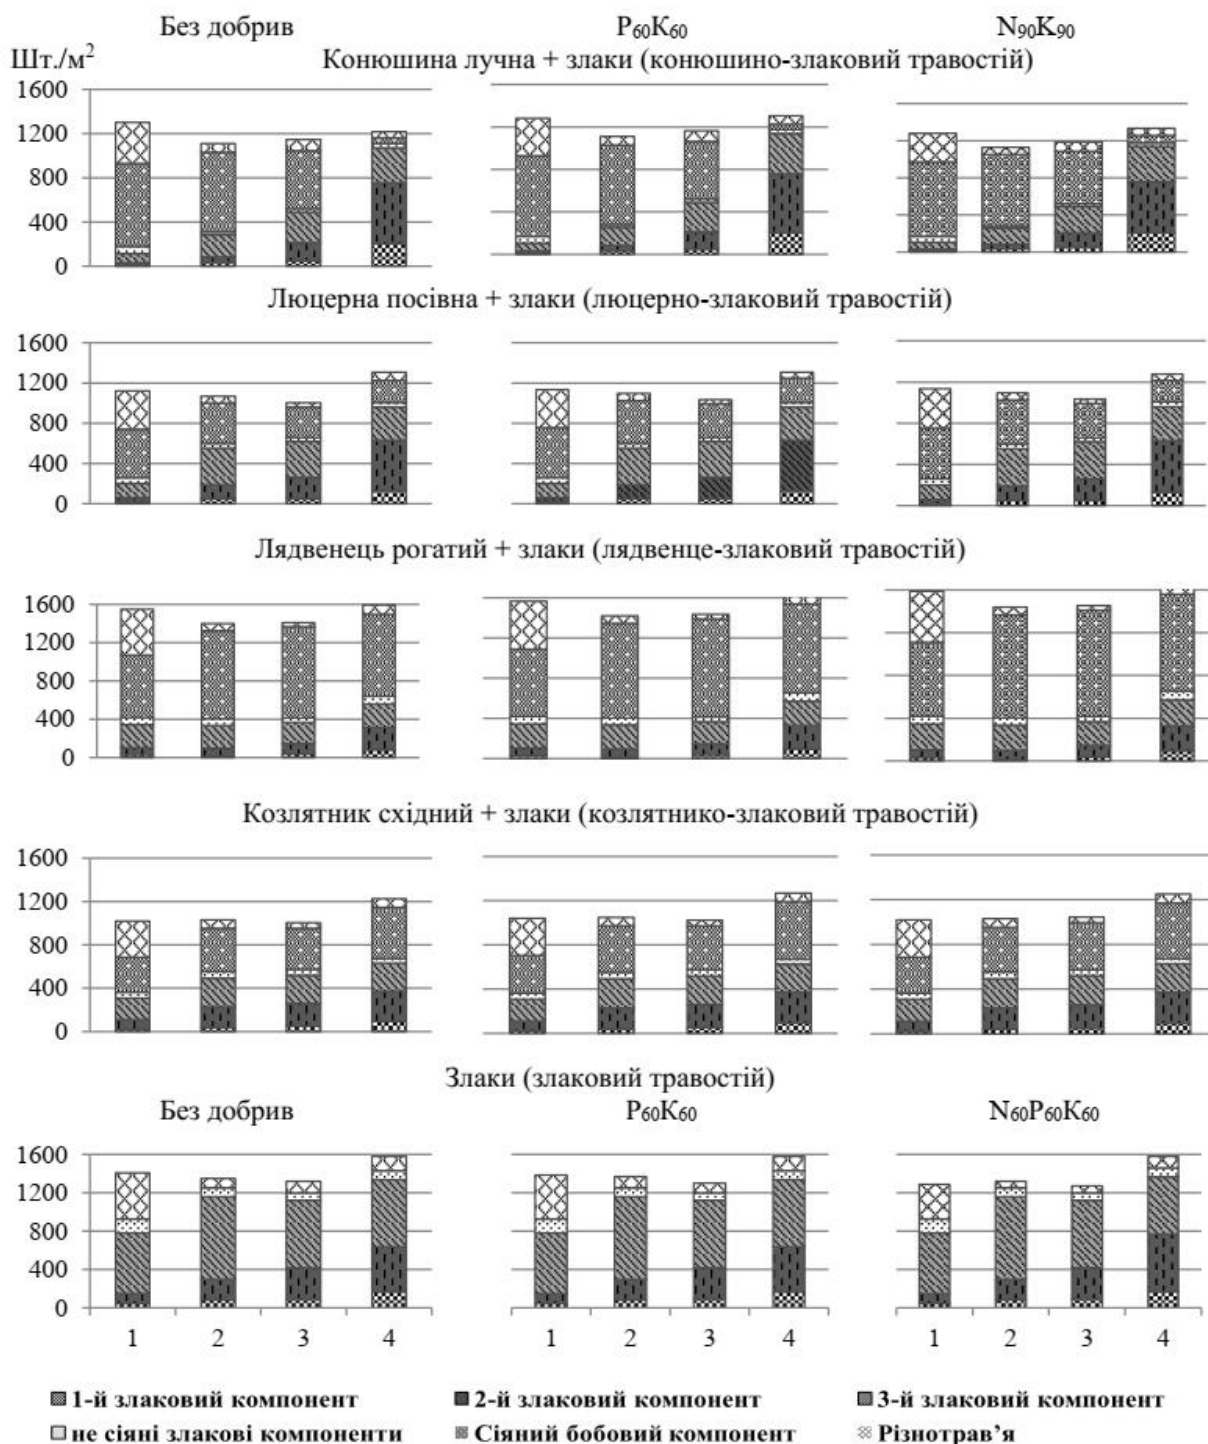 Без добрив P₆₀K₆₀ N₉₀K₉₀
Шт./м² Конюшина лучна + злаки (конюшино-злаковий травостій)
1600
1200
800
400
0
Люцерна посівна + злаки (люцерно-злаковий травостій)
1600
1200
800
400
0
Лядвенець рогатий + злаки (лядвенце-злаковий травостій)
1600
1200
800
400
0
Козлятник східний + злаки (козлятнико-злаковий травостій)
1600
1200
800
400
0
Злаки (злаковий травостій)
Без добрив P₆₀K₆₀ N₆₀P₆₀K₆₀
1600
1200
800
400
0
1 2 3 4 1 2 3 4 1 2 3 4
1-й злаковий компонент 2-й злаковий компонент 3-й злаковий компонент
не сіяні злакові компоненти Сіяний бобовий компонент Різнотрав'я